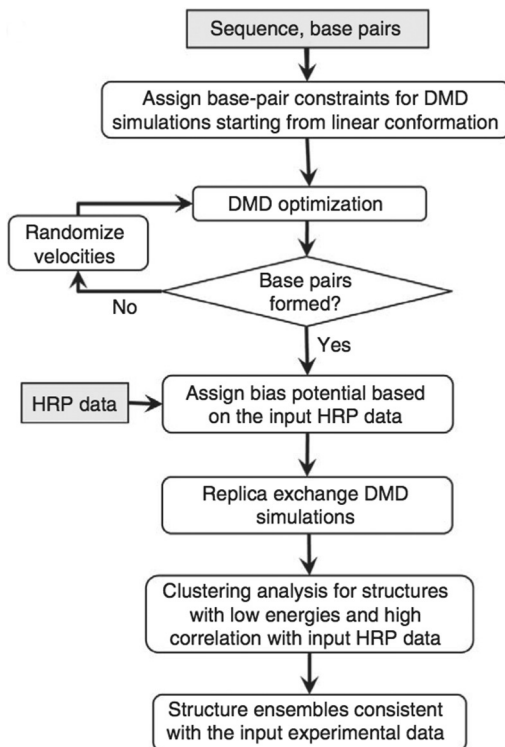 Sequence, base pairs
Assign base-pair constraints for DMD
simulations starting from linear conformation
DMD optimization
Randomize
velocities
Base pairs
formed?
No
Yes
HRP data
Assign bias potential based
on the input HRP data
Replica exchange DMD
simulations
Clustering analysis for structures
with low energies and high
correlation with input HRP data
Structure ensembles consistent
with the input experimental data